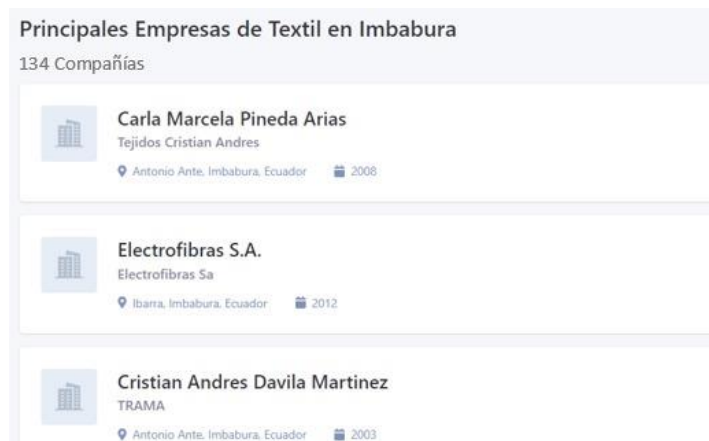 Principales Empresas de Textil en Imbabura
134 Compañías
Carla Marcela Pineda Arias
Tejidos Cristian Andres
Antonio Ante, Imbabura, Ecuador 2008
Electrofibras S.A.
Electrofibras Sa
Ibarra, Imbabura, Ecuador 2012
Cristian Andres Davila Martinez
TRAMA
Antonio Ante, Imbabura, Ecuador 2003